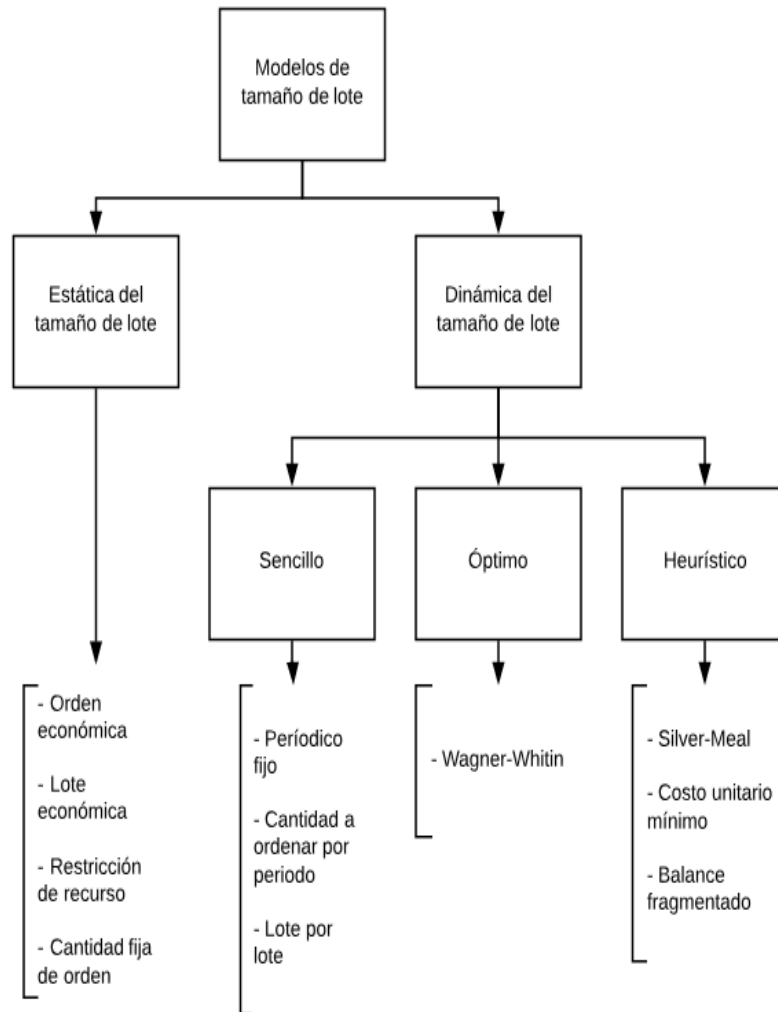 Modelos de
tamaño de lote
Estática del
tamaño de lote
Dinámica del
tamaño de lote
Sencillo
Óptimo
Heurístico
- Orden
económica
- Lote
económica
- Restricción
de recurso
- Cantidad fija
de orden
- Períodico
fijo
- Cantidad a
ordenar por
periodo
- Lote por
lote
- Wagner-Whitin
- Silver-Meal
- Costo unitario
mínimo
- Balance
fragmentado